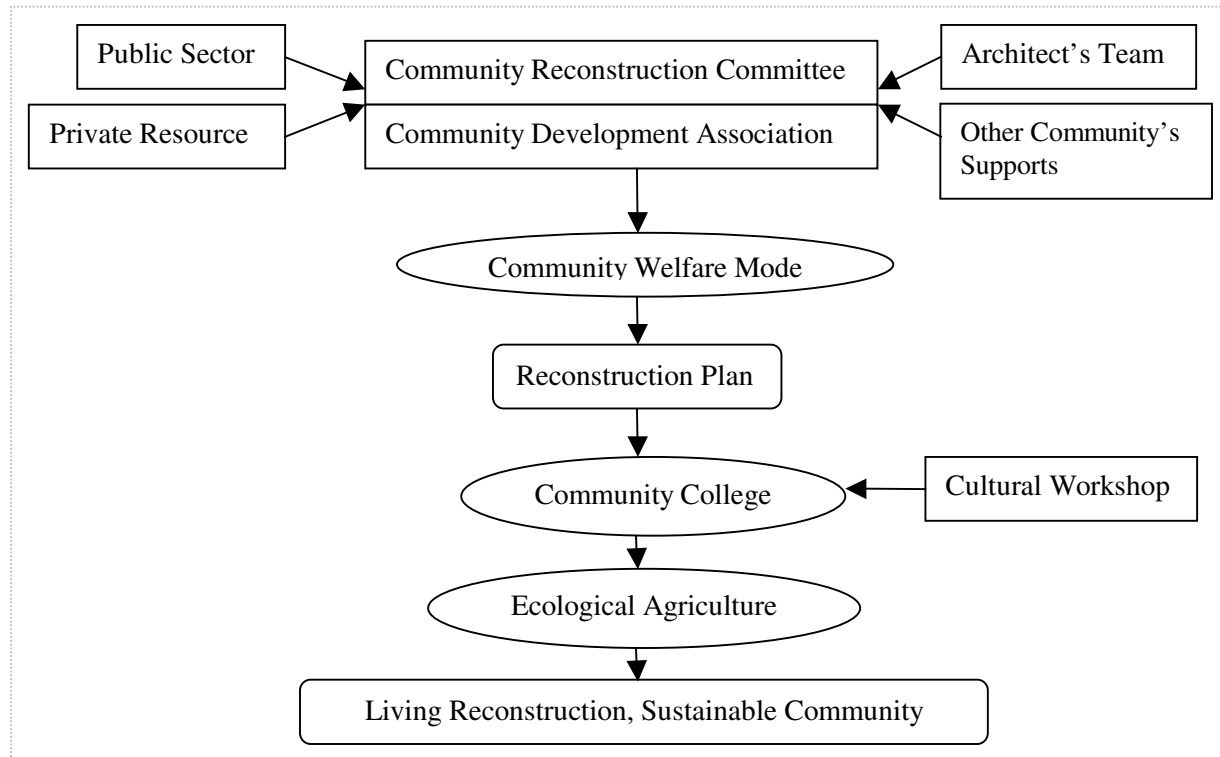 Public Sector
Community Reconstruction Committee
Architect's Team
Private Resource
Community Development Association
Other Community's
Supports
Community Welfare Mode
Reconstruction Plan
Community College
Cultural Workshop
Ecological Agriculture
Living Reconstruction, Sustainable Community